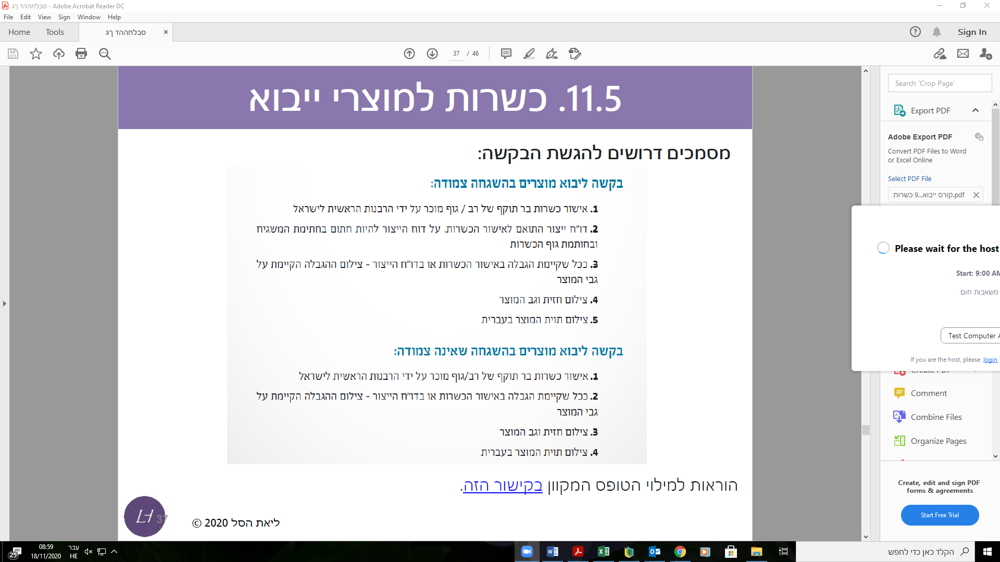 סבלחההד ךג - Adobe Acrobat Reader DC
File Edit View Sign Window Help
Home Tools סבלחההד ךג Sign In
37 / 46
11.5. כשרות למוצרי ייבוא
מסמכים דרושים להגשת הבקשה:
בקשה ליבוא מוצרים בהשגחה צמודה:
1. אישור כשרות בר תוקף של רב / גוף מוכר על ידי הרבנות הראשית לישראל
2. דו"ח ייצור התואם לאישור הכשרות. על דוח הייצור להיות חתום בחתימת המשגיח
ובחותמת גוף הכשרות
3. ככל שקיימת הגבלה באישור הכשרות או בדו"ח הייצור - צילום ההגבלה הקיימת על
גבי המוצר
4. צילום חזית וגב המוצר
5. צילום תוית המוצר בעברית
בקשה ליבוא מוצרים בהשגחה שאינה צמודה:
1. אישור כשרות בר תוקף של רב/גוף מוכר על ידי הרבנות הראשית לישראל
2. ככל שקיימת הגבלה באישור הכשרות או בדו"ח הייצור - צילום ההגבלה הקיימת על
גבי המוצר
3. צילום חזית וגב המוצר
4. צילום תוית המוצר בעברית
הוראות למילוי הטופס המקוון בקישור הזה.
LH 37
ליאת הסל 2020 ©
Search 'Crop Page'
Export PDF
Adobe Export PDF
Convert PDF Files to Word
or Excel Online
Select PDF File
קורס ייבוא...9 כשרות.pdf
Please wait for the host
Start: 9:00 AM
משאבות חום
Test Computer A
If you are the host, please login
Create PDF
Comment
Combine Files
Organize Pages
Create, edit and sign PDF
forms & agreements
Start Free Trial
25
08:59
18/11/2020
עבר
HE
הקלד כאן כדי לחפש